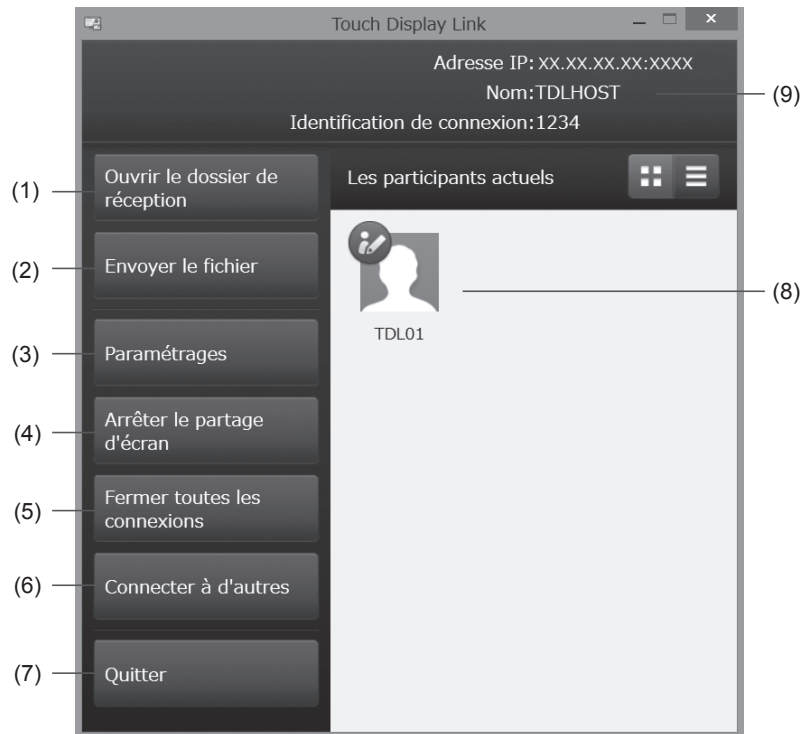 Touch Display Link
Adresse IP: XX.XX.XX.XX:XXXX
Nom:TDLHOST
(9)
Identification de connexion:1234
(1)
Ouvrir le dossier de
réception
Les participants actuels
(2)
Envoyer le fichier
(8)
TDL01
(3)
Paramétrages
(4)
Arrêter le partage
d'écran
(5)
Fermer toutes les
connexions
(6)
Connecter à d'autres
(7)
Quitter